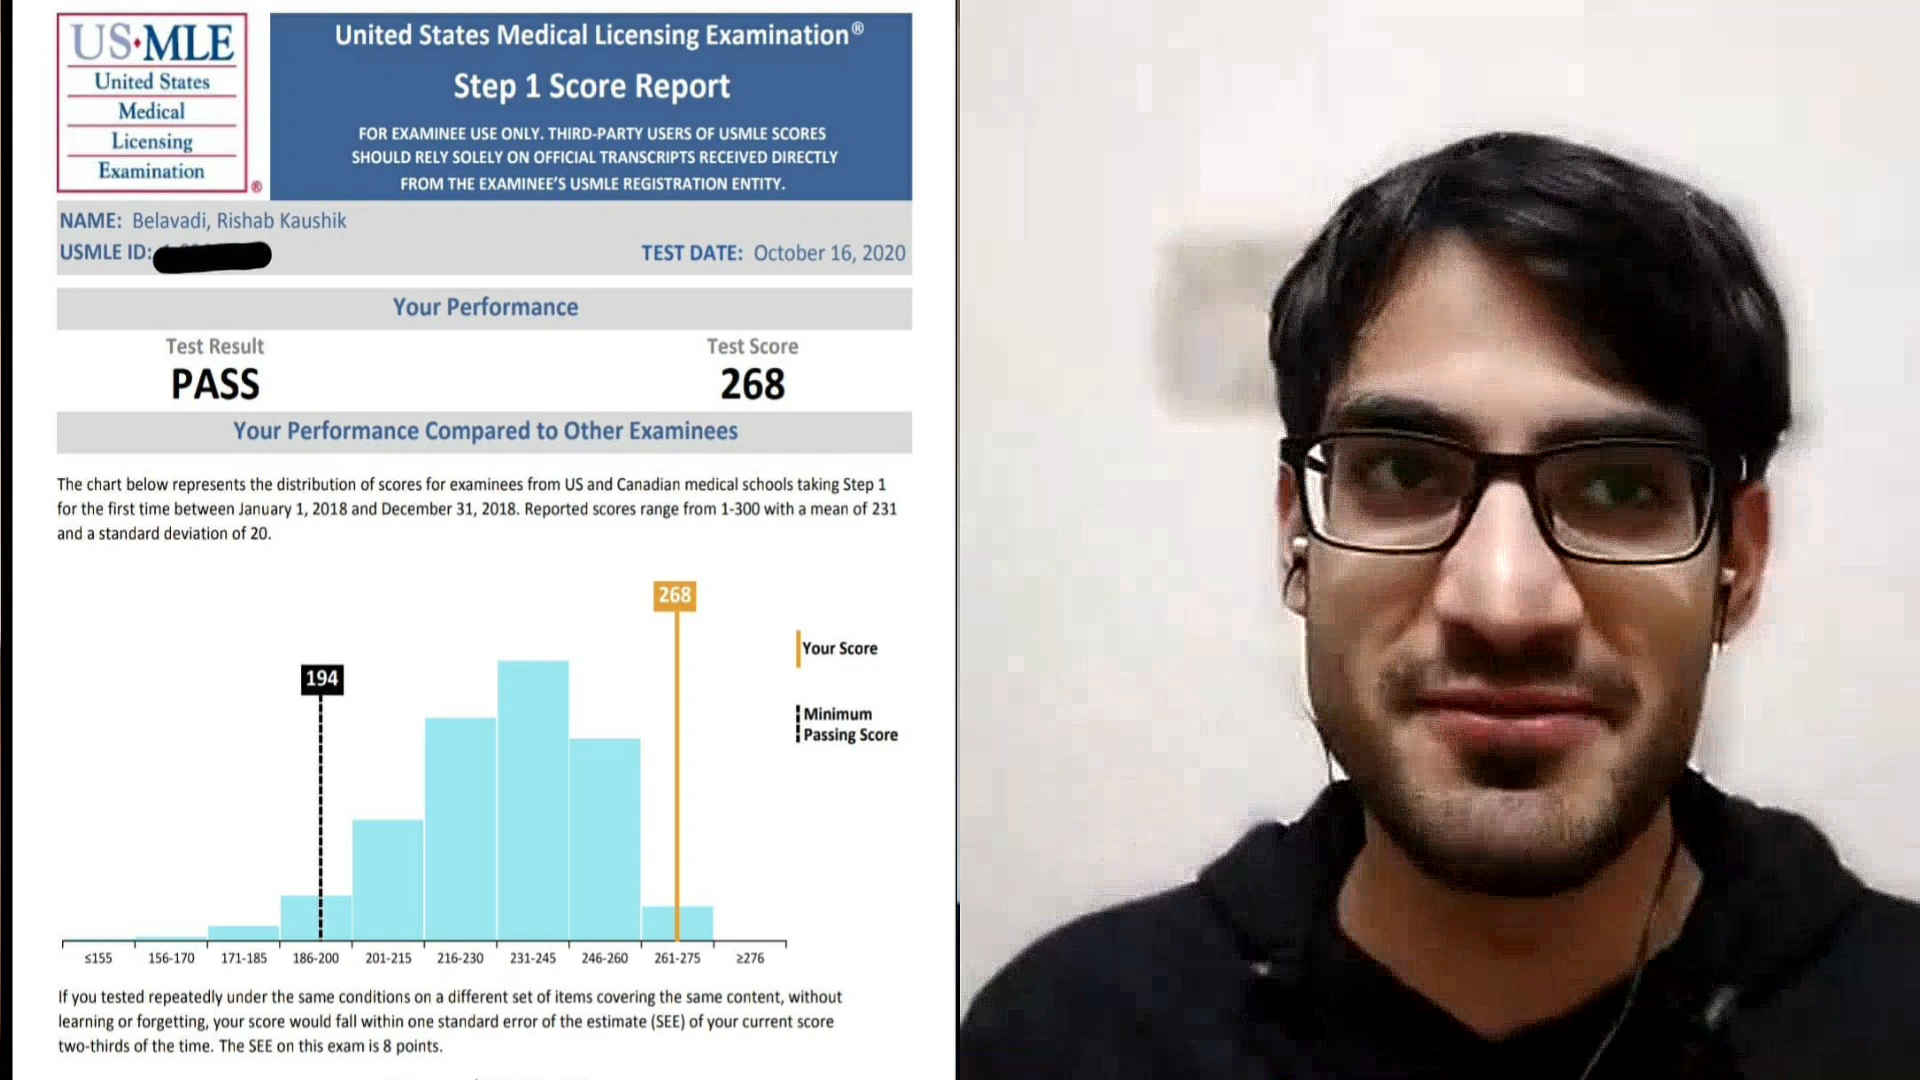 US·MLE
United States
Medical
Licensing
Examination
®
United States Medical Licensing Examination®
Step 1 Score Report
FOR EXAMINEE USE ONLY. THIRD-PARTY USERS OF USMLE SCORES
SHOULD RELY SOLELY ON OFFICIAL TRANSCRIPTS RECEIVED DIRECTLY
FROM THE EXAMINEE'S USMLE REGISTRATION ENTITY.
NAME: Belavadi, Rishab Kaushik
USMLE ID:
TEST DATE: October 16, 2020
Your Performance
Test Result
Test Score
PASS
268
Your Performance Compared to Other Examinees
The chart below represents the distribution of scores for examinees from US and Canadian medical schools taking Step 1
for the first time between January 1, 2018 and December 31, 2018. Reported scores range from 1-300 with a mean of 231
and a standard deviation of 20.
268
194
Your Score
Minimum
Passing Score
≤155 156-170 171-185 186-200 201-215 216-230 231-245 246-260 261-275 ≥276
If you tested repeatedly under the same conditions on a different set of items covering the same content, without
learning or forgetting, your score would fall within one standard error of the estimate (SEE) of your current score
two-thirds of the time. The SEE on this exam is 8 points.